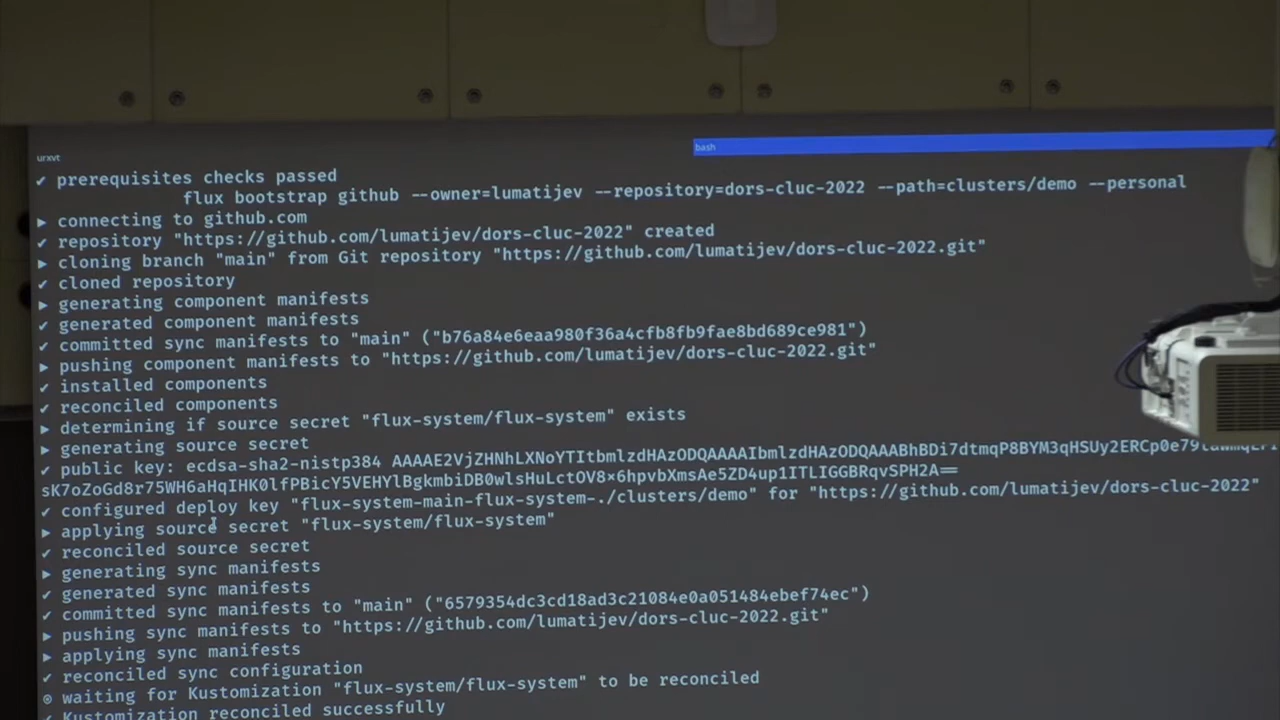 urxvt
bash
✔ prerequisites checks passed
flux bootstrap github --owner=lumatijev --repository=dors-cluc-2022 --path=clusters/demo --personal
► connecting to github.com
✔ repository "https://github.com/lumatijev/dors-cluc-2022" created
► cloning branch "main" from Git repository "https://github.com/lumatijev/dors-cluc-2022.git"
✔ cloned repository
► generating component manifests
✔ generated component manifests
✔ committed sync manifests to "main" ("b76a84e6eaa980f36a4cfb8fb9fae8bd689ce981")
► pushing component manifests to "https://github.com/lumatijev/dors-cluc-2022.git"
✔ installed components
✔ reconciled components
► determining if source secret "flux-system/flux-system" exists
► generating source secret
✔ public key: ecdsa-sha2-nistp384
✔ configured deploy key "flux-system-main-flux-system-./clusters/demo" for "https://github.com/lumatijev/dors-cluc-2022"
► applying source secret "flux-system/flux-system"
✔ reconciled source secret
► generating sync manifests
✔ generated sync manifests
✔ committed sync manifests to "main" ("6579354dc3cd18ad3c21084e0a051484ebef74ec")
► pushing sync manifests to "https://github.com/lumatijev/dors-cluc-2022.git"
► applying sync manifests
✔ reconciled sync configuration
◎ waiting for Kustomization "flux-system/flux-system" to be reconciled
✔ Kustomization reconciled successfully